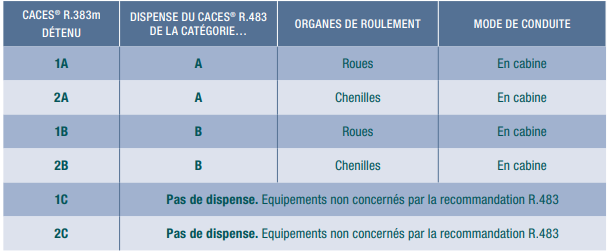 CACES® R.383m DÉTENU | DISPENSE DU CACES® R.483 DE LA CATÉGORIE… | ORGANES DE ROULEMENT | MODE DE CONDUITE
1A | A | Roues | En cabine
2A | A | Chenilles | En cabine
1B | B | Roues | En cabine
2B | B | Chenilles | En cabine
1C | Pas de dispense. Equipements non concernés par la recommandation R.483
2C | Pas de dispense. Equipements non concernés par la recommandation R.483